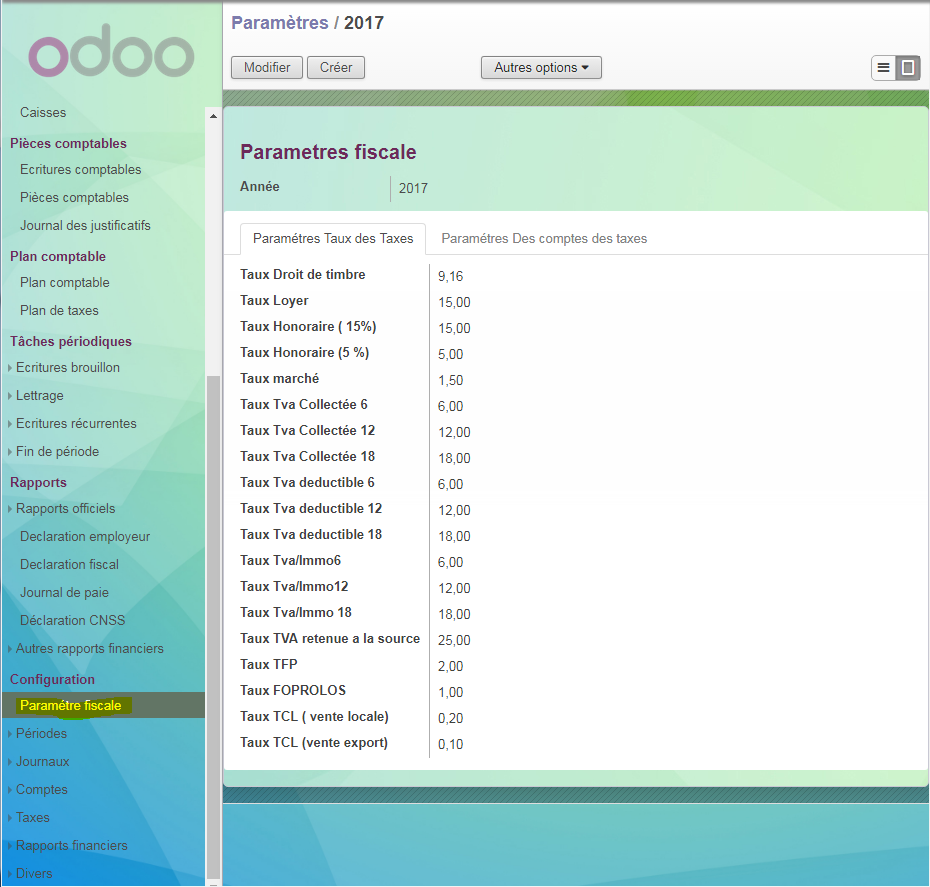 odoo
Caisses
Pièces comptables
Ecritures comptables
Pièces comptables
Journal des justificatifs
Plan comptable
Plan comptable
Plan de taxes
Tâches périodiques
Ecritures brouillon
Lettrage
Ecritures récurrentes
Fin de période
Rapports
Rapports officiels
Declaration employeur
Declaration fiscal
Journal de paie
Déclaration CNSS
Autres rapports financiers
Configuration
Paramétre fiscale
Périodes
Journaux
Comptes
Taxes
Rapports financiers
Divers
Paramètres / 2017
Modifier Créer Autres options
Parametres fiscale
Année 2017
Paramétres Taux des Taxes Paramétres Des comptes des taxes
Taux Droit de timbre 9,16
Taux Loyer 15,00
Taux Honoraire ( 15%) 15,00
Taux Honoraire (5 %) 5,00
Taux marché 1,50
Taux Tva Collectée 6 6,00
Taux Tva Collectée 12 12,00
Taux Tva Collectée 18 18,00
Taux Tva deductible 6 6,00
Taux Tva deductible 12 12,00
Taux Tva deductible 18 18,00
Taux Tva/Immo6 6,00
Taux Tva/Immo12 12,00
Taux Tva/Immo 18 18,00
Taux TVA retenue a la source 25,00
Taux TFP 2,00
Taux FOPROLOS 1,00
Taux TCL ( vente locale) 0,20
Taux TCL (vente export) 0,10